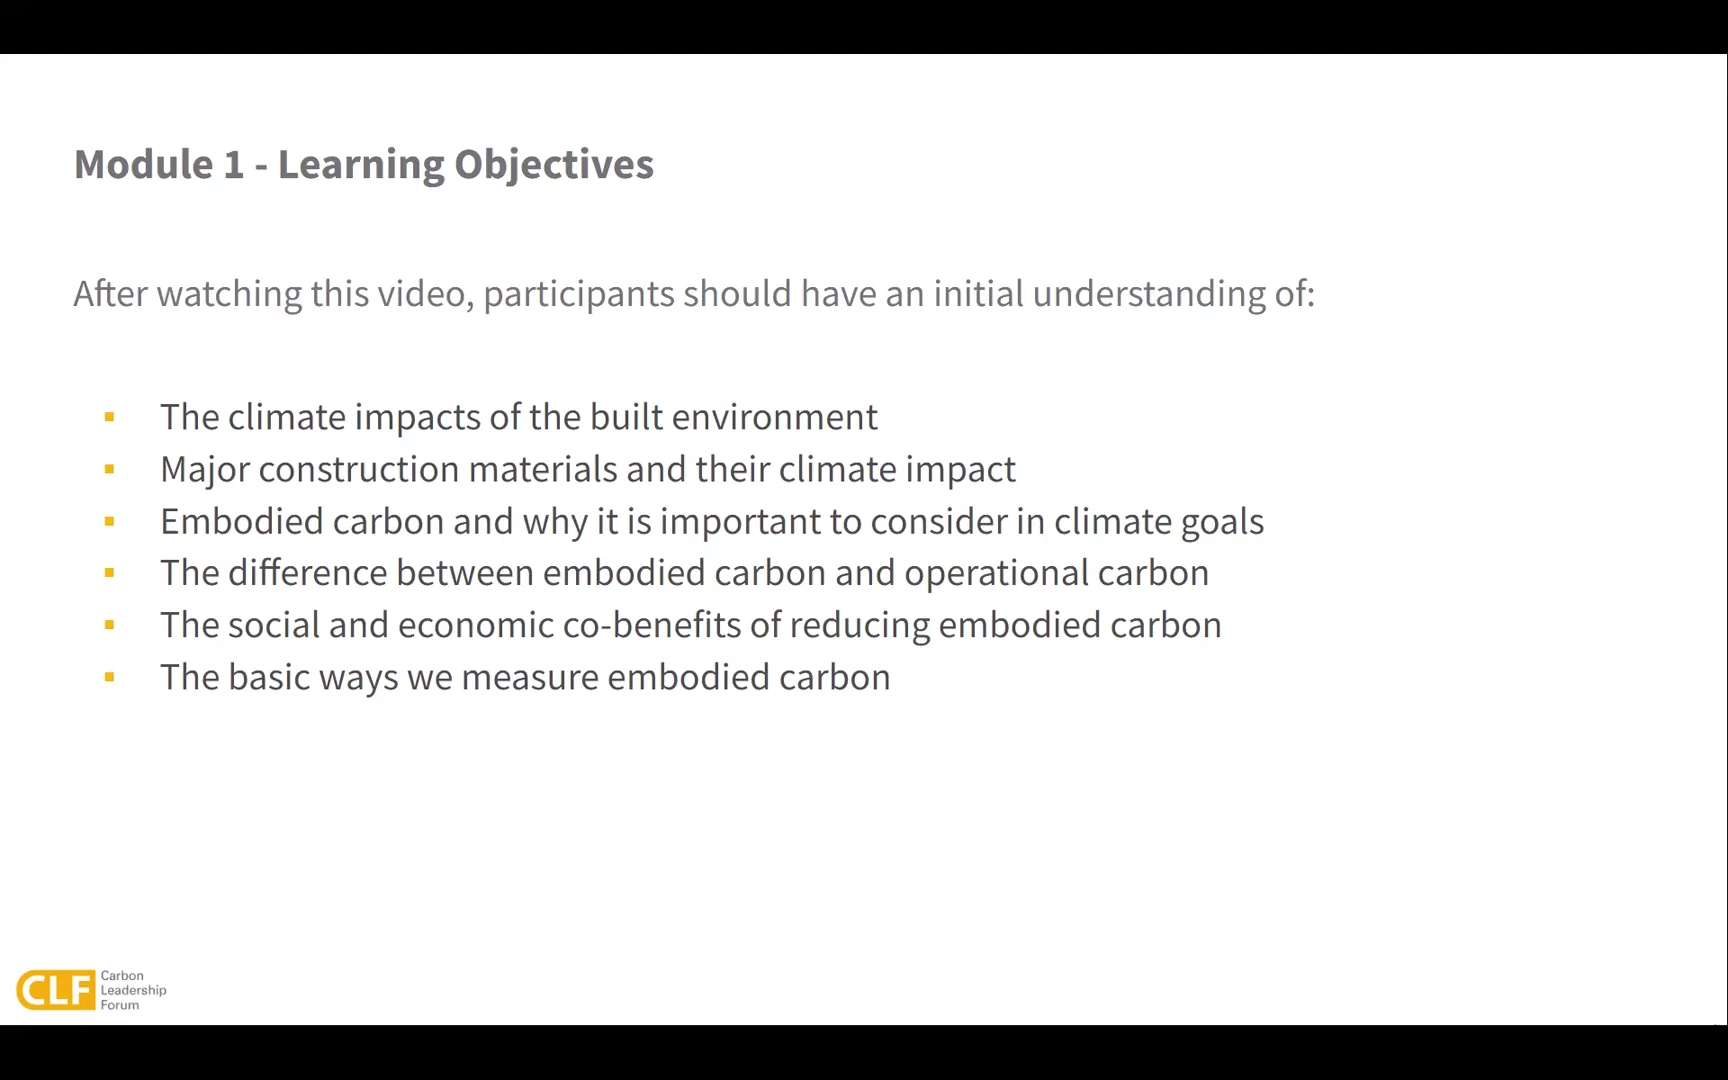 Module 1 - Learning Objectives
After watching this video, participants should have an initial understanding of:
▪ The climate impacts of the built environment
▪ Major construction materials and their climate impact
▪ Embodied carbon and why it is important to consider in climate goals
▪ The difference between embodied carbon and operational carbon
▪ The social and economic co-benefits of reducing embodied carbon
▪ The basic ways we measure embodied carbon
CLF
Carbon
Leadership
Forum